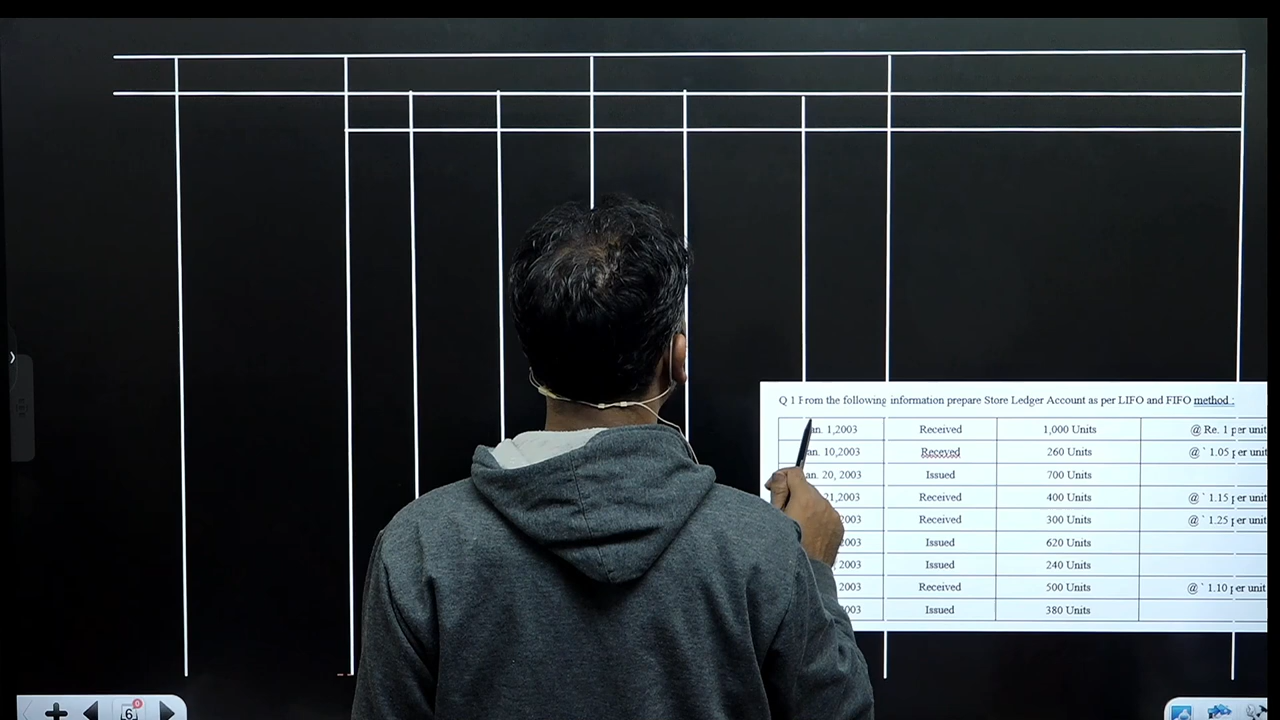 Q 1 From the following information prepare Store Ledger Account as per LIFO and FIFO method :
an. 1,2003 Received 1,000 Units @ Re. 1 per unit
an. 10,2003 Receved 260 Units @ ` 1.05 per unit
an. 20, 2003 Issued 700 Units
21,2003 Received 400 Units @ ` 1.15 per unit
2003 Received 300 Units @ ` 1.25 per unit
2003 Issued 620 Units
2003 Issued 240 Units
2003 Received 500 Units @ ` 1.10 per unit
2003 Issued 380 Units
6